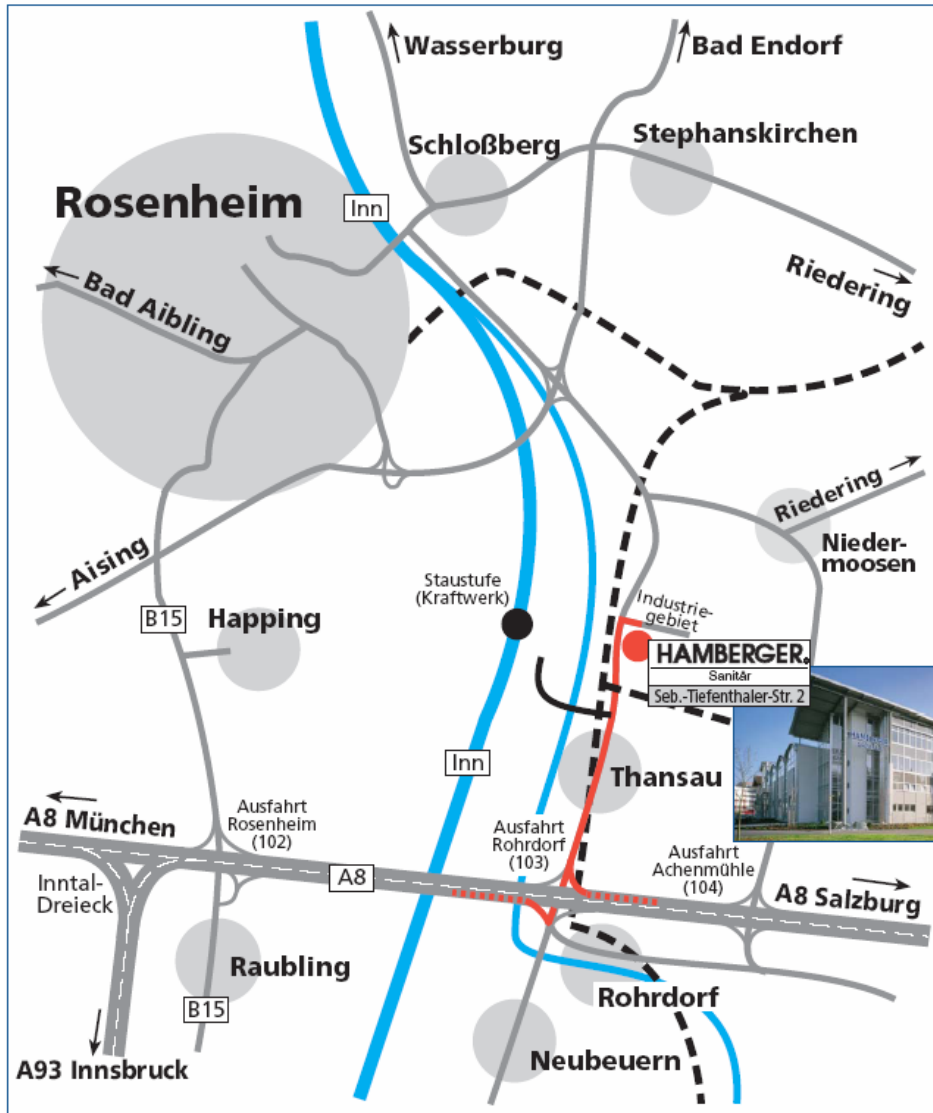 Wasserburg
Bad Endorf
Schloßberg
Stephanskirchen
Rosenheim
Inn
Riedering
Bad Aibling
Riedering
Nieder-
moosen
Aising
Staustufe
(Kraftwerk)
Industrie-
gebiet
B15
Happing
HAMBERGER
Sanitär
Seb.-Tiefenthaler-Str. 2
HAMBERGER
Inn
Thansau
A8 München
Ausfahrt
Rosenheim
(102)
Ausfahrt
Rohrdorf
(103)
Ausfahrt
Achenmühle
(104)
A8
Inntal-
Dreieck
A8 Salzburg
Raubling
Rohrdorf
B15
Neubeuern
A93 Innsbruck